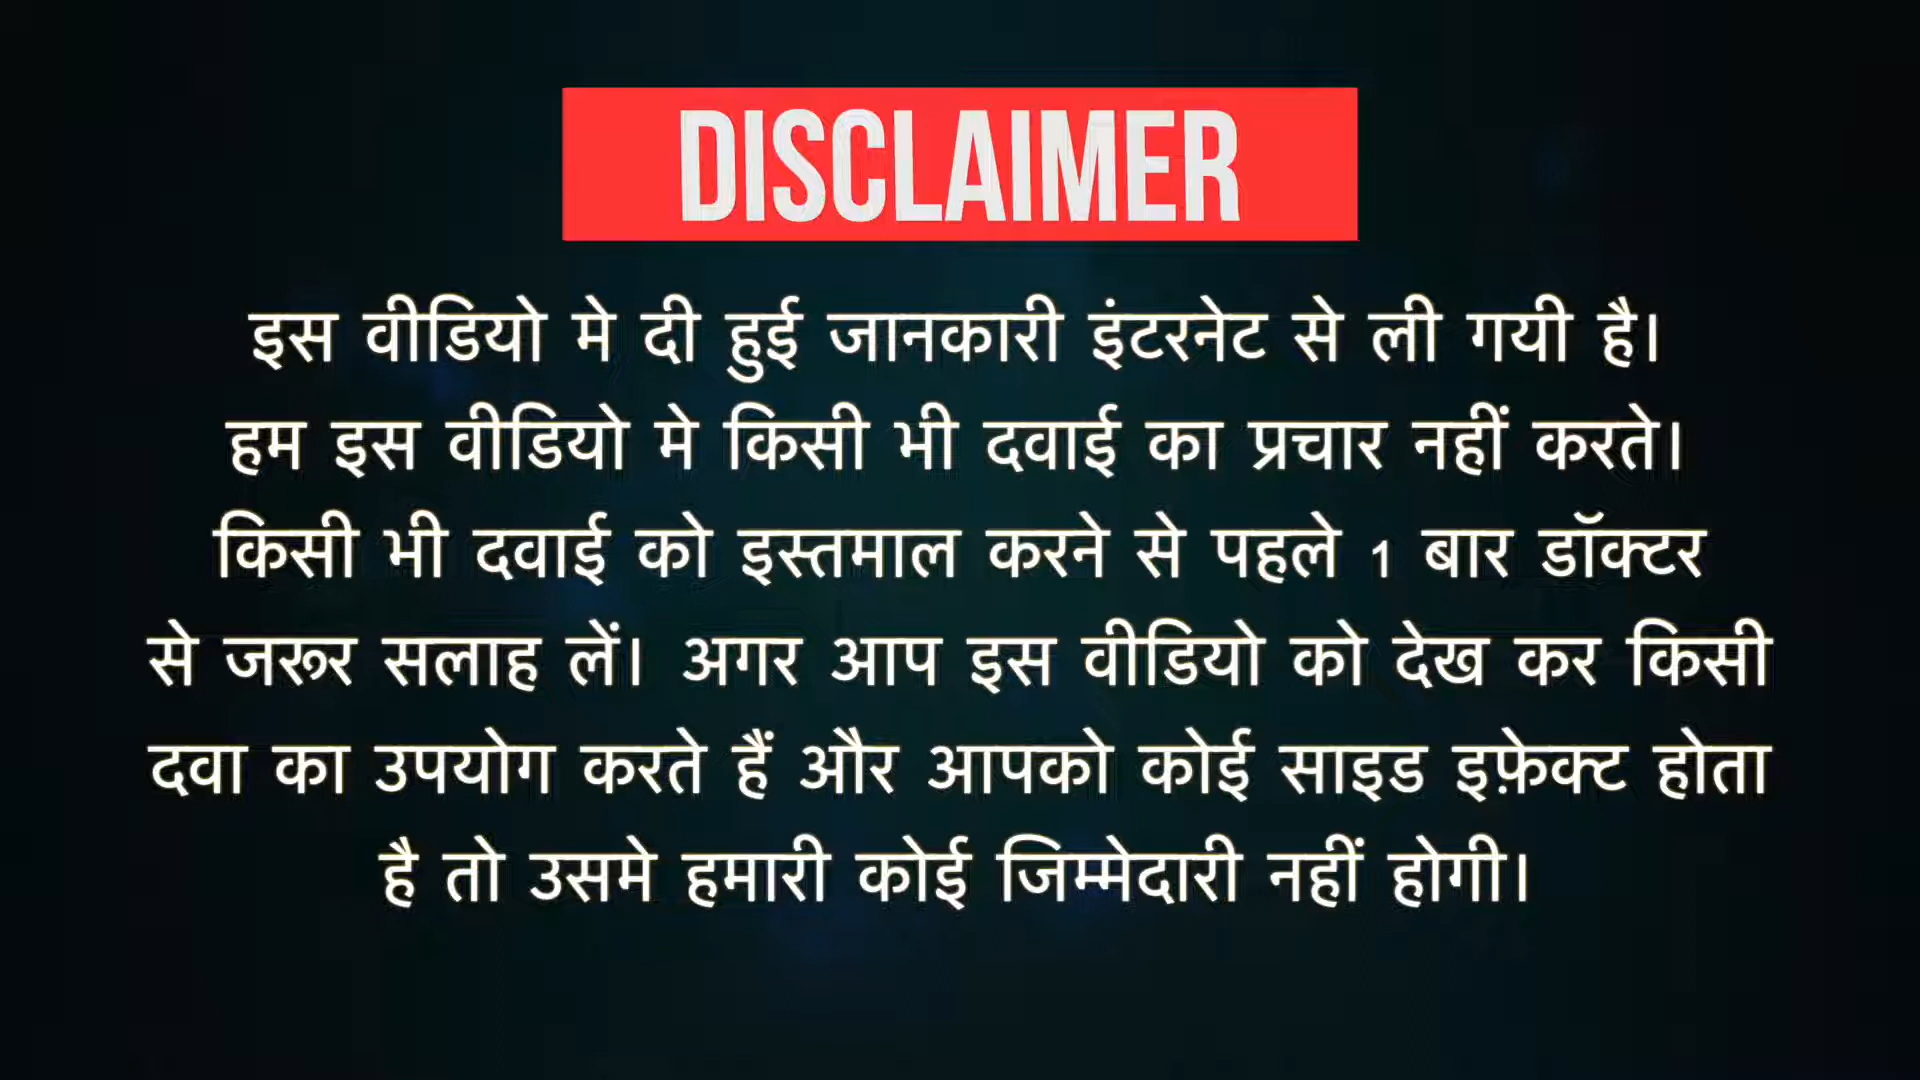 DISCLAIMER
इस वीडियो मे दी हुई जानकारी इंटरनेट से ली गयी है।
हम इस वीडियो मे किसी भी दवाई का प्रचार नहीं करते।
किसी भी दवाई को इस्तमाल करने से पहले 1 बार डॉक्टर
से जरूर सलाह लें। अगर आप इस वीडियो को देख कर किसी
दवा का उपयोग करते हैं और आपको कोई साइड इफ़ेक्ट होता
है तो उसमे हमारी कोई जिम्मेदारी नहीं होगी।